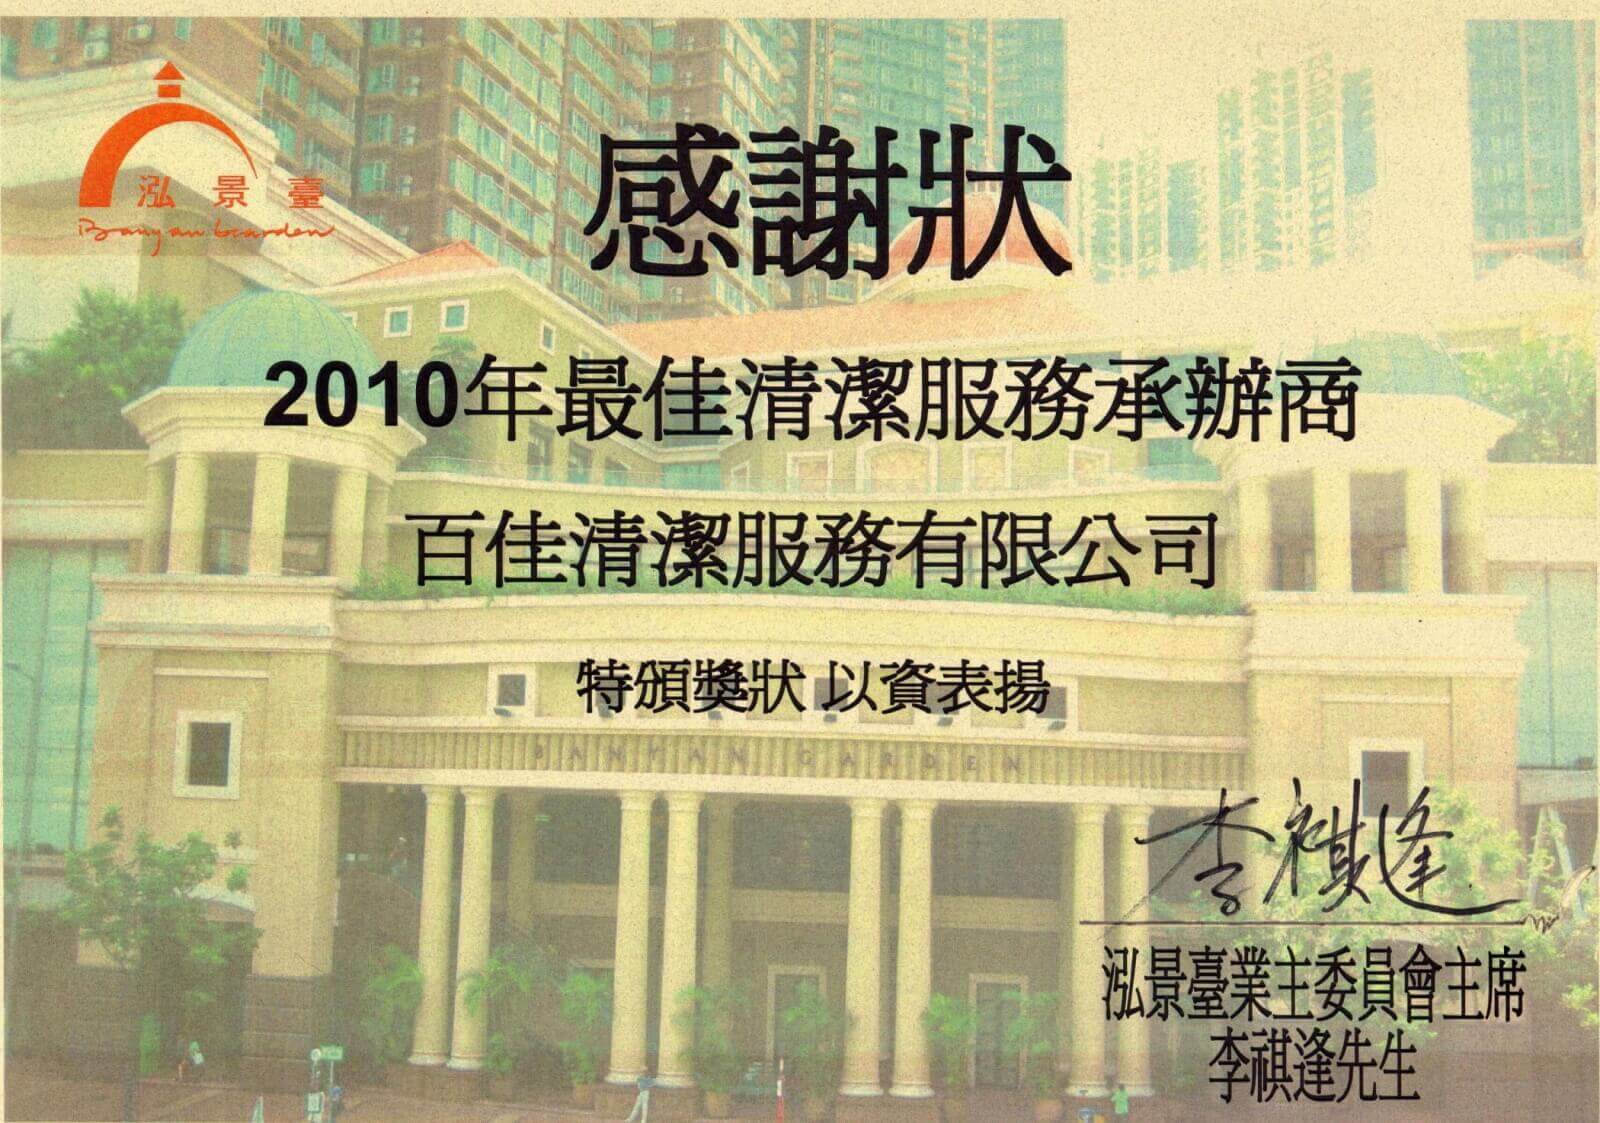 泓景臺
Banyan Garden
感謝狀
2010年最佳清潔服務承辦商
百佳清潔服務有限公司
特頒獎狀 以資表揚
BANYAN GARDEN
李祺逢
泓景臺業主委員會主席
李祺逢先生